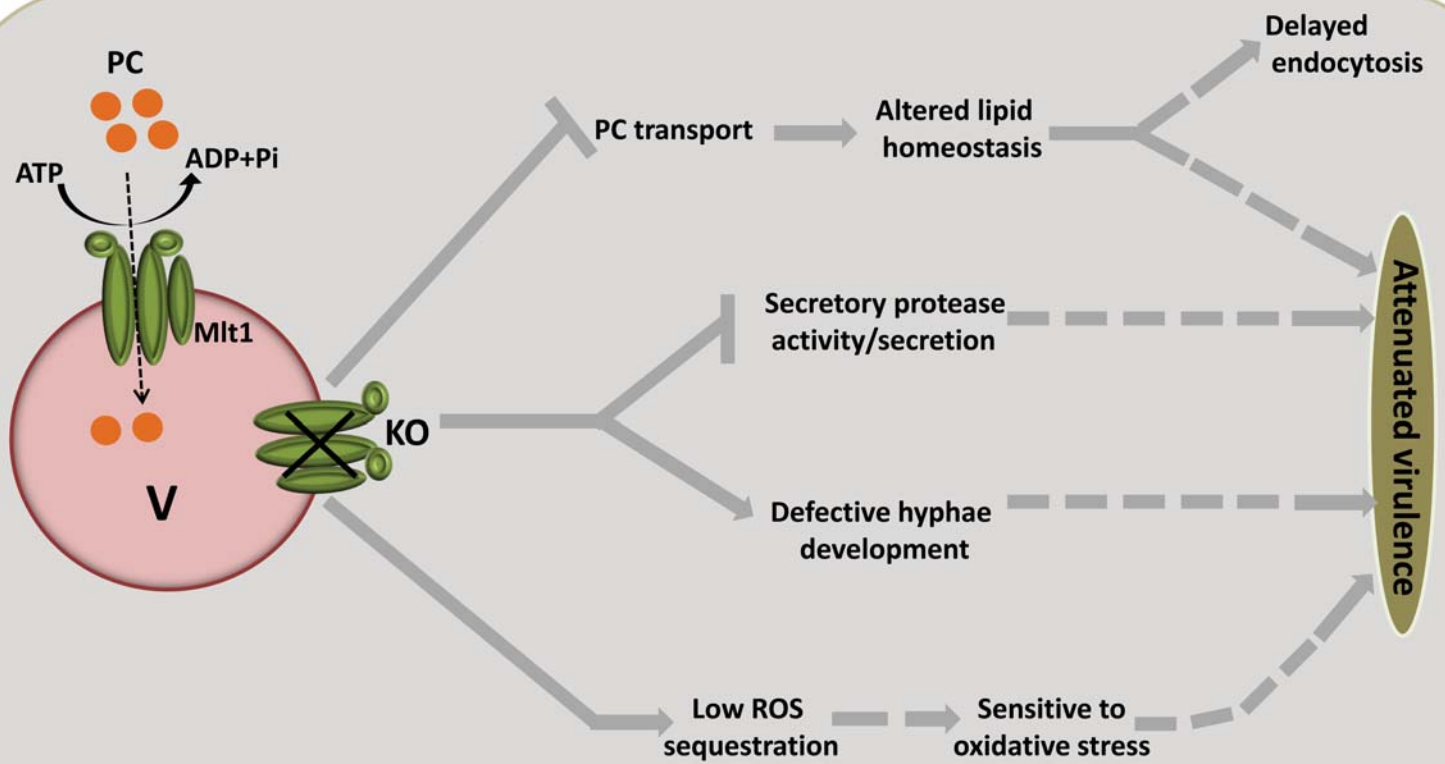 PC
ATP
ADP+Pi
Mlt1
V
KO
PC transport
Altered lipid
homeostasis
Delayed
endocytosis
Secretory protease
activity/secretion
Defective hyphae
development
Low ROS
sequestration
Sensitive to
oxidative stress
Attenuated virulence